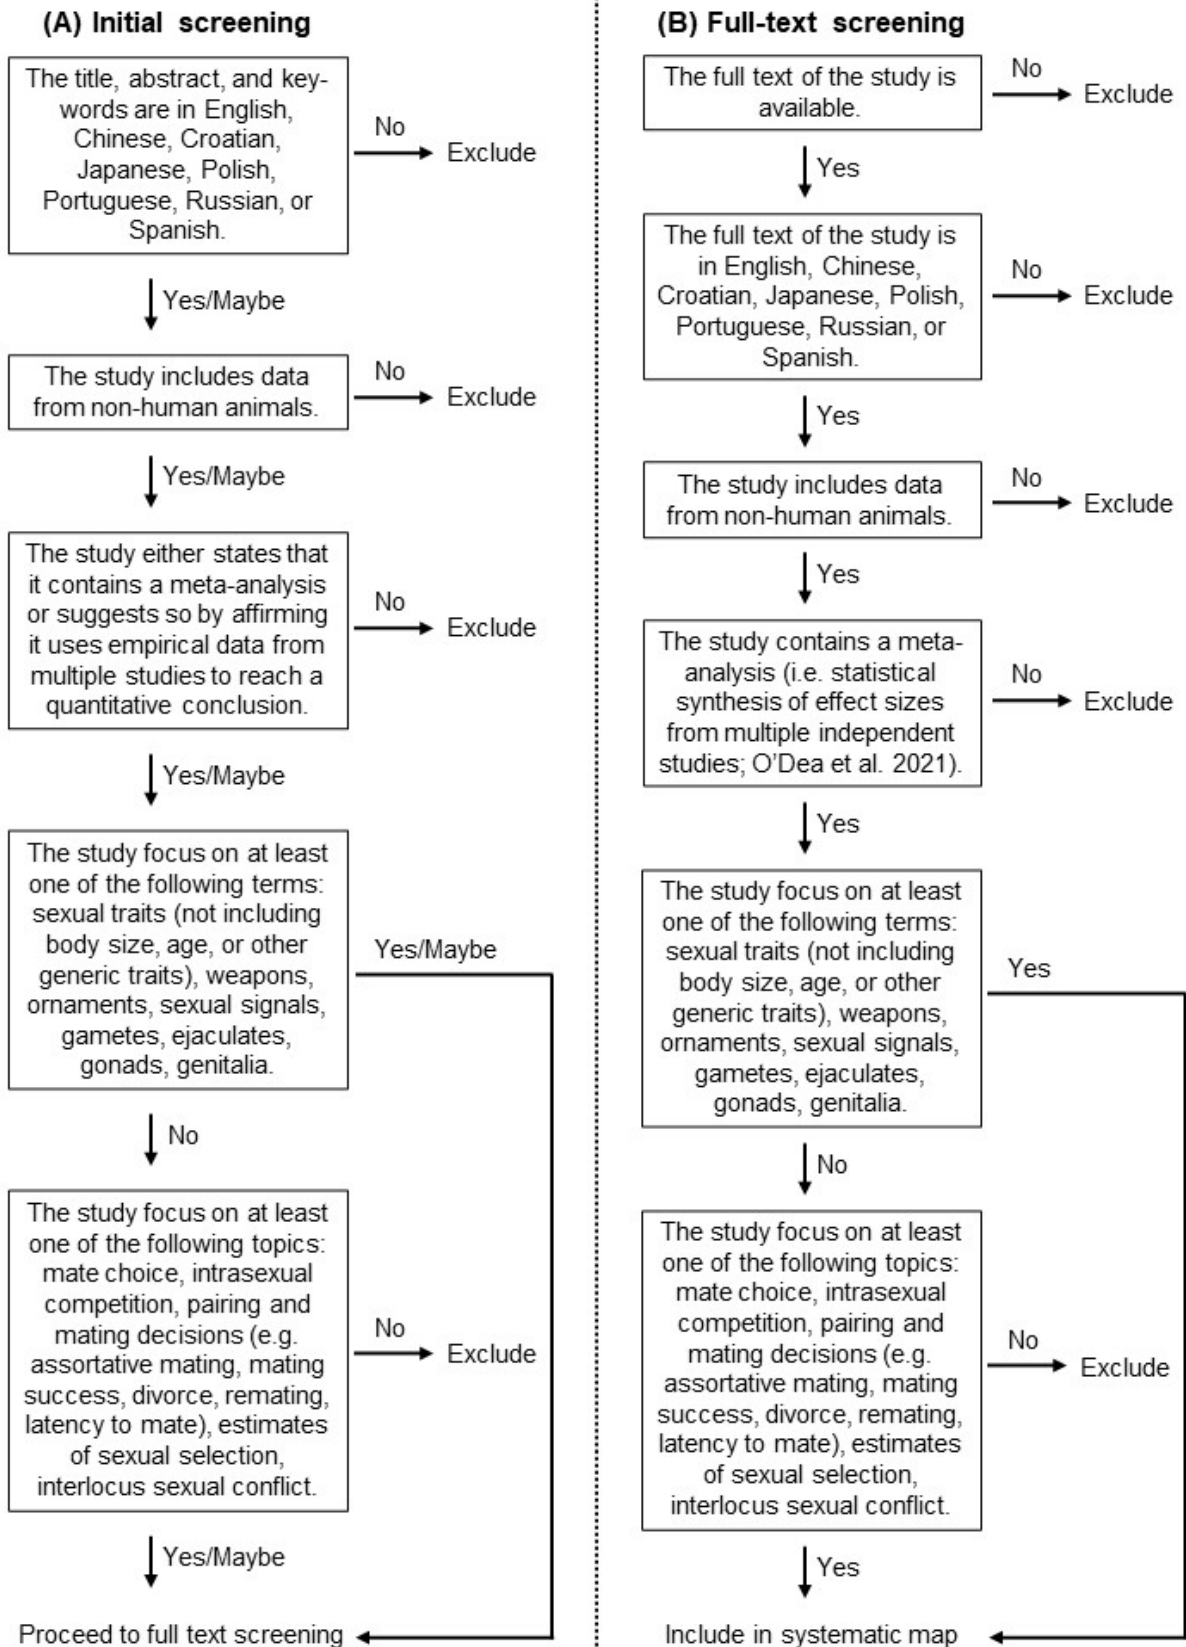 (A) Initial screening
The title, abstract, and key-
words are in English,
Chinese, Croatian,
Japanese, Polish,
Portuguese, Russian, or
Spanish.
No
Exclude
Yes/Maybe
The study includes data
from non-human animals.
No
Exclude
Yes/Maybe
The study either states that
it contains a meta-analysis
or suggests so by affirming
it uses empirical data from
multiple studies to reach a
quantitative conclusion.
No
Exclude
Yes/Maybe
The study focus on at least
one of the following terms:
sexual traits (not including
body size, age, or other
generic traits), weapons,
ornaments, sexual signals,
gametes, ejaculates,
gonads, genitalia.
Yes/Maybe
No
The study focus on at least
one of the following topics:
mate choice, intrasexual
competition, pairing and
mating decisions (e.g.
assortative mating, mating
success, divorce, remating,
latency to mate), estimates
of sexual selection,
interlocus sexual conflict.
No
Exclude
Yes/Maybe
Proceed to full text screening
(B) Full-text screening
The full text of the study is
available.
No
Exclude
Yes
The full text of the study is
in English, Chinese,
Croatian, Japanese, Polish,
Portuguese, Russian, or
Spanish.
No
Exclude
Yes
The study includes data
from non-human animals.
No
Exclude
Yes
The study contains a meta-
analysis (i.e. statistical
synthesis of effect sizes
from multiple independent
studies; O'Dea et al. 2021).
No
Exclude
Yes
The study focus on at least
one of the following terms:
sexual traits (not including
body size, age, or other
generic traits), weapons,
ornaments, sexual signals,
gametes, ejaculates,
gonads, genitalia.
Yes
No
The study focus on at least
one of the following topics:
mate choice, intrasexual
competition, pairing and
mating decisions (e.g.
assortative mating, mating
success, divorce, remating,
latency to mate), estimates
of sexual selection,
interlocus sexual conflict.
No
Exclude
Yes
Include in systematic map